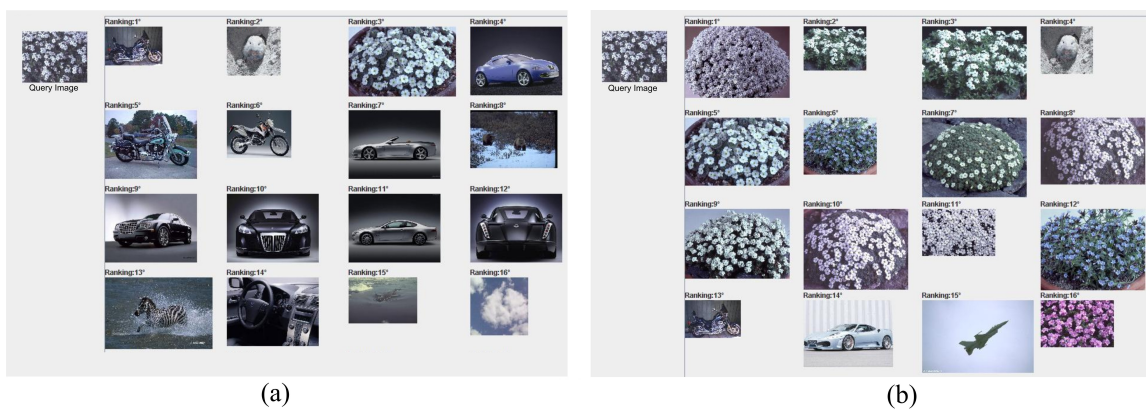 Ranking:1° Ranking:2° Ranking:3° Ranking:4°
Query Image
Ranking:5° Ranking:6° Ranking:7° Ranking:8°
Ranking:9° Ranking:10° Ranking:11° Ranking:12°
Ranking:13° Ranking:14° Ranking:15° Ranking:16°
(a)
Ranking:1° Ranking:2° Ranking:3° Ranking:4°
Query Image
Ranking:5° Ranking:6° Ranking:7° Ranking:8°
Ranking:9° Ranking:10° Ranking:11° Ranking:12°
Ranking:13° Ranking:14° Ranking:15° Ranking:16°
(b)